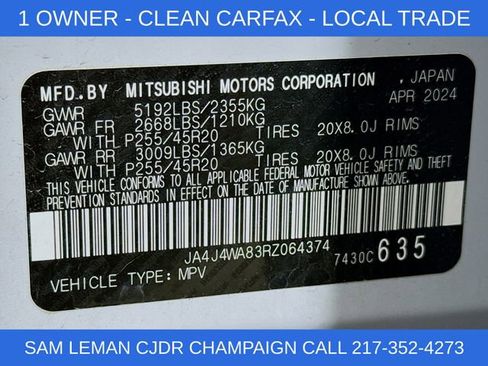 1 OWNER - CLEAN CARFAX - LOCAL TRADE
MFD.BY MITSUBISHI MOTORS CORPORATION , JAPAN
GVWR 5192LBS/2355KG APR 2024
GAWR FR 2668LBS/1210KG
WITH P255/45R20 TIRES 20X8.0J RIMS
GAWR RR 3009LBS/1365KG
WITH P255/45R20 TIRES 20X8.0J RIMS
THIS VEHICLE CONFORMS TO ALL APPLICABLE FEDERAL MOTOR VEHICLE SAFETY AND THEFT
PREVENTION STANDARDS IN EFFECT ON THE DATE OF MANUFACTURE SHOWN ABOVE.
JA4J4WA83RZ064374 7430C 635
VEHICLE TYPE: MPV
SAM LEMAN CJDR CHAMPAIGN CALL 217-352-4273